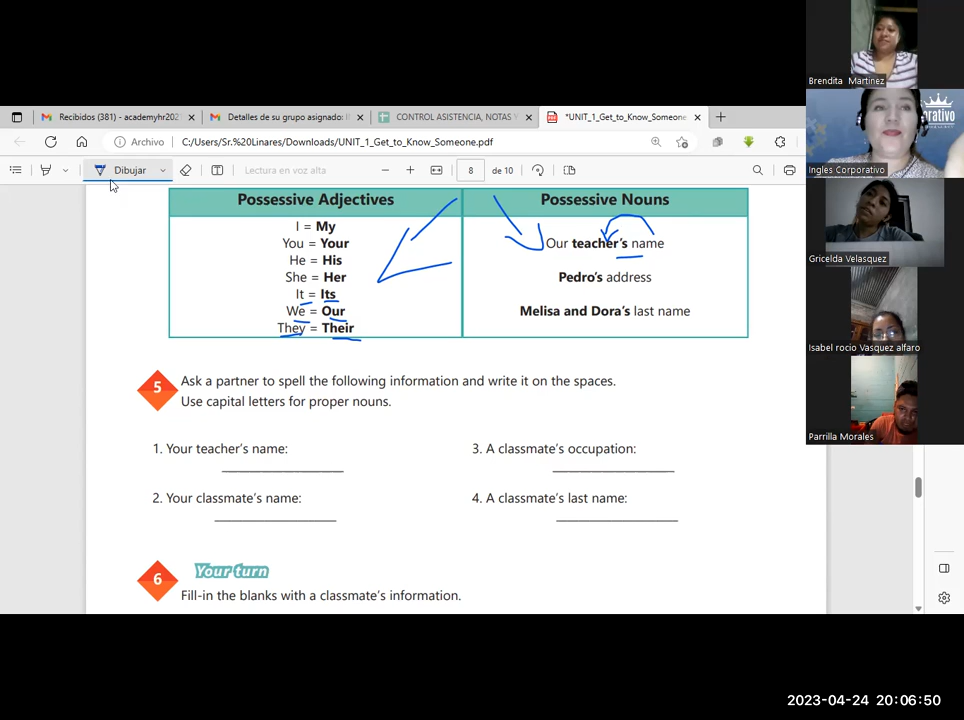 Recibidos (381) - academyhr202
Detalles de su grupo asignado: I
CONTROL ASISTENCIA, NOTAS Y
*UNIT_1_Get_to_Know_Someone.
Archivo
C:/Users/Sr.%20Linares/Downloads/UNIT_1_Get_to_Know_Someone.pdf
Dibujar
Lectura en voz alta
8
de 10
Possessive Adjectives
I = My
You = Your
He = His
She = Her
It = Its
We = Our
They = Their
Possessive Nouns
Our teacher's name
Pedro's address
Melisa and Dora's last name
5
Ask a partner to spell the following information and write it on the spaces.
Use capital letters for proper nouns.
1. Your teacher's name:
2. Your classmate's name:
3. A classmate's occupation:
4. A classmate's last name:
6
Your turn
Fill-in the blanks with a classmate's information.
Brendita Martinez
Ingles Corporativo
Gricelda Velasquez
Isabel rocio Vasquez alfaro
Parrilla Morales
2023-04-24 20:06:50